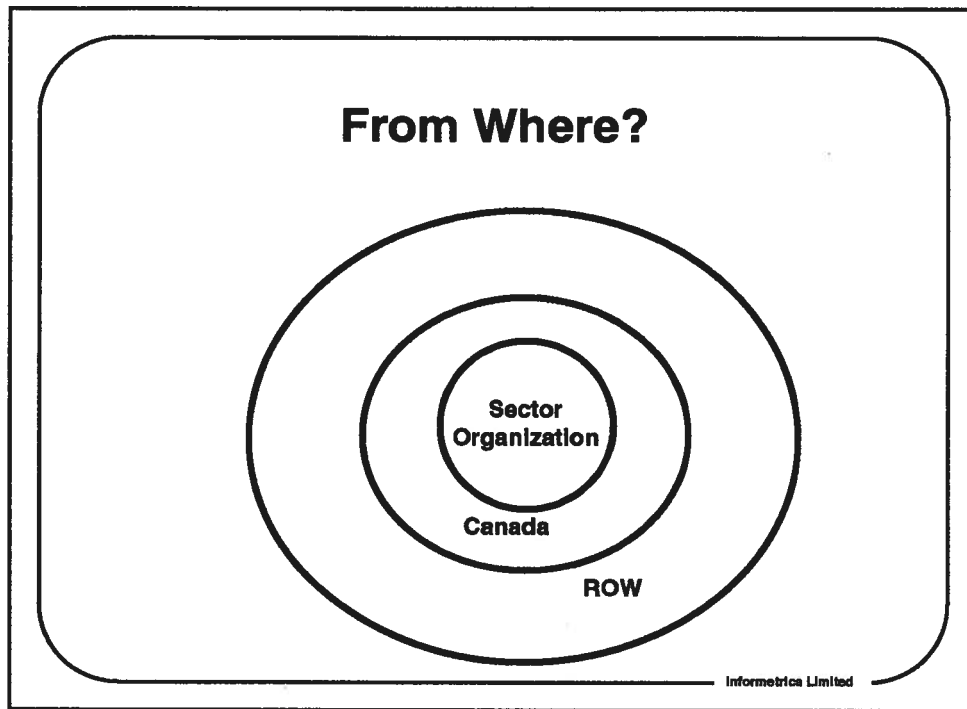 From Where?
Sector
Organization
Canada
ROW
Informetrica Limited